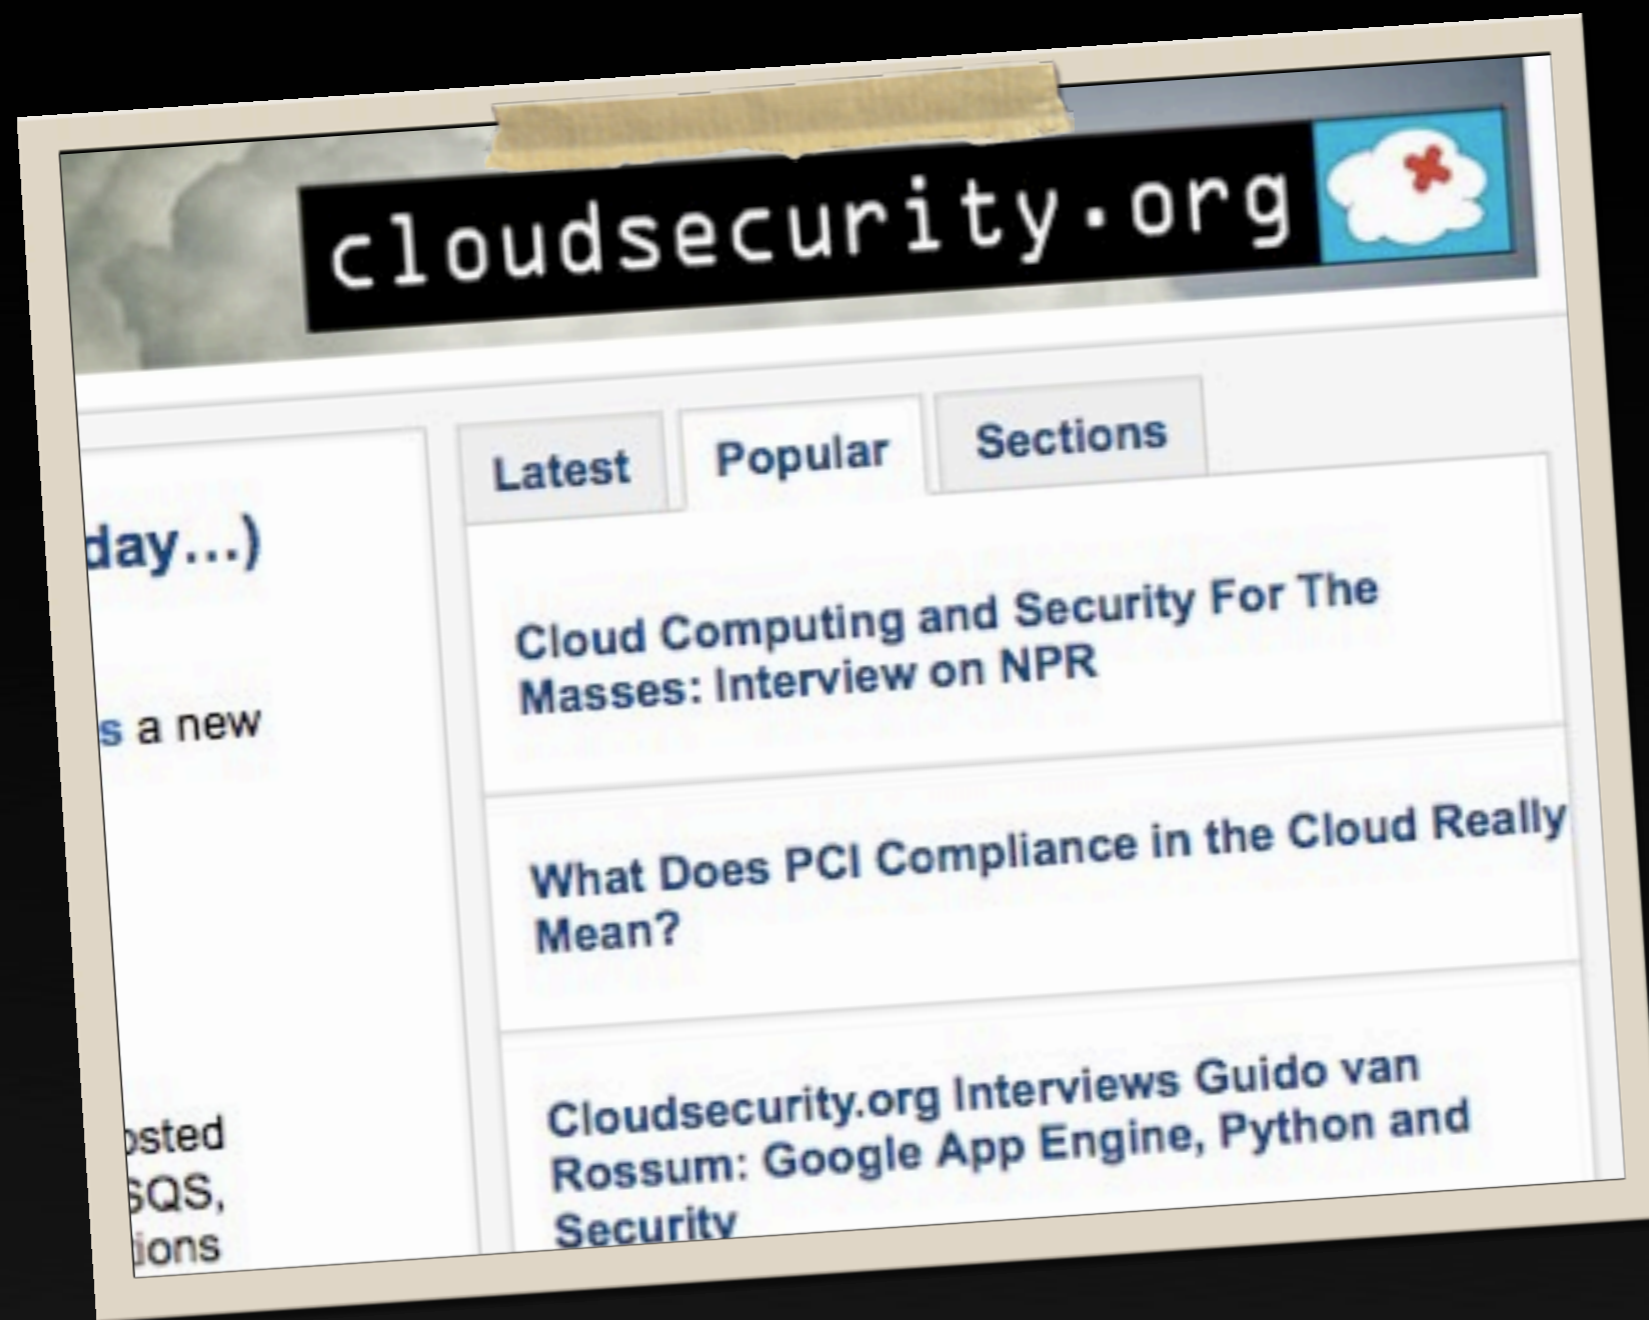 cloudsecurity.org
Latest
Popular
Sections
day...)
a new
SQS,
Cloud Computing and Security For The
Masses: Interview on NPR
What Does PCI Compliance in the Cloud Really
Mean?
Cloudsecurity.org Interviews Guido van
Rossum: Google App Engine, Python and
Security